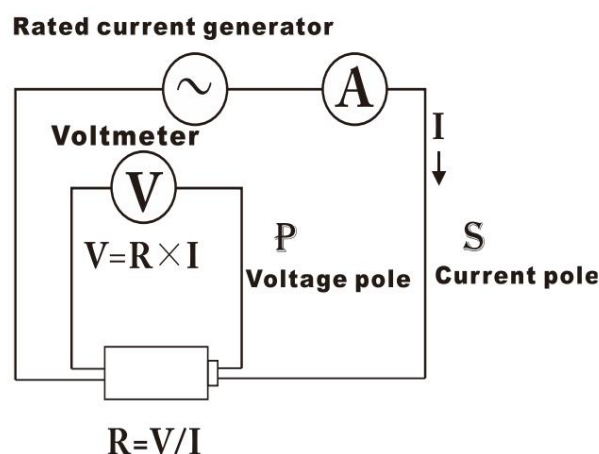 Rated current generator
~
A
I
Voltmeter
V
V=R×I
P
Voltage pole
S
Current pole
R=V/I